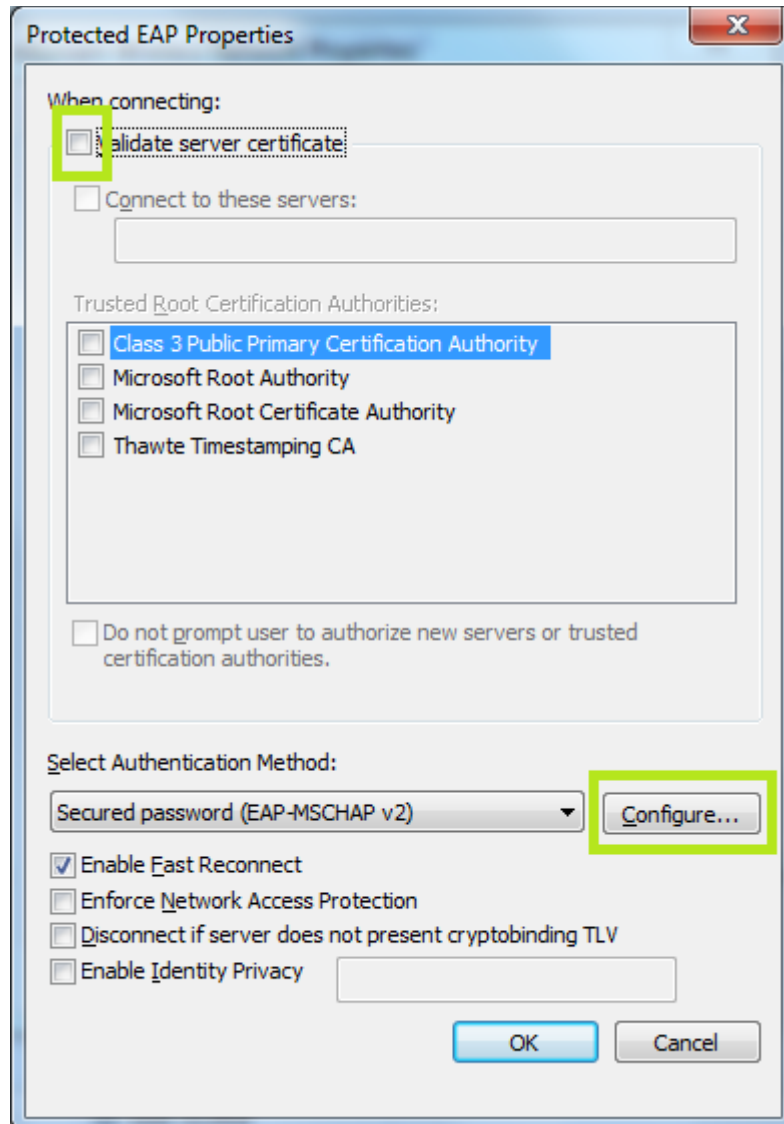 Protected EAP Properties
When connecting:
Validate server certificate
Connect to these servers:
Trusted Root Certification Authorities:
Class 3 Public Primary Certification Authority
Microsoft Root Authority
Microsoft Root Certificate Authority
Thawte Timestamping CA
Do not prompt user to authorize new servers or trusted
certification authorities.
Select Authentication Method:
Secured password (EAP-MSCHAP v2)
Configure...
Enable Fast Reconnect
Enforce Network Access Protection
Disconnect if server does not present cryptobinding TLV
Enable Identity Privacy
OK
Cancel